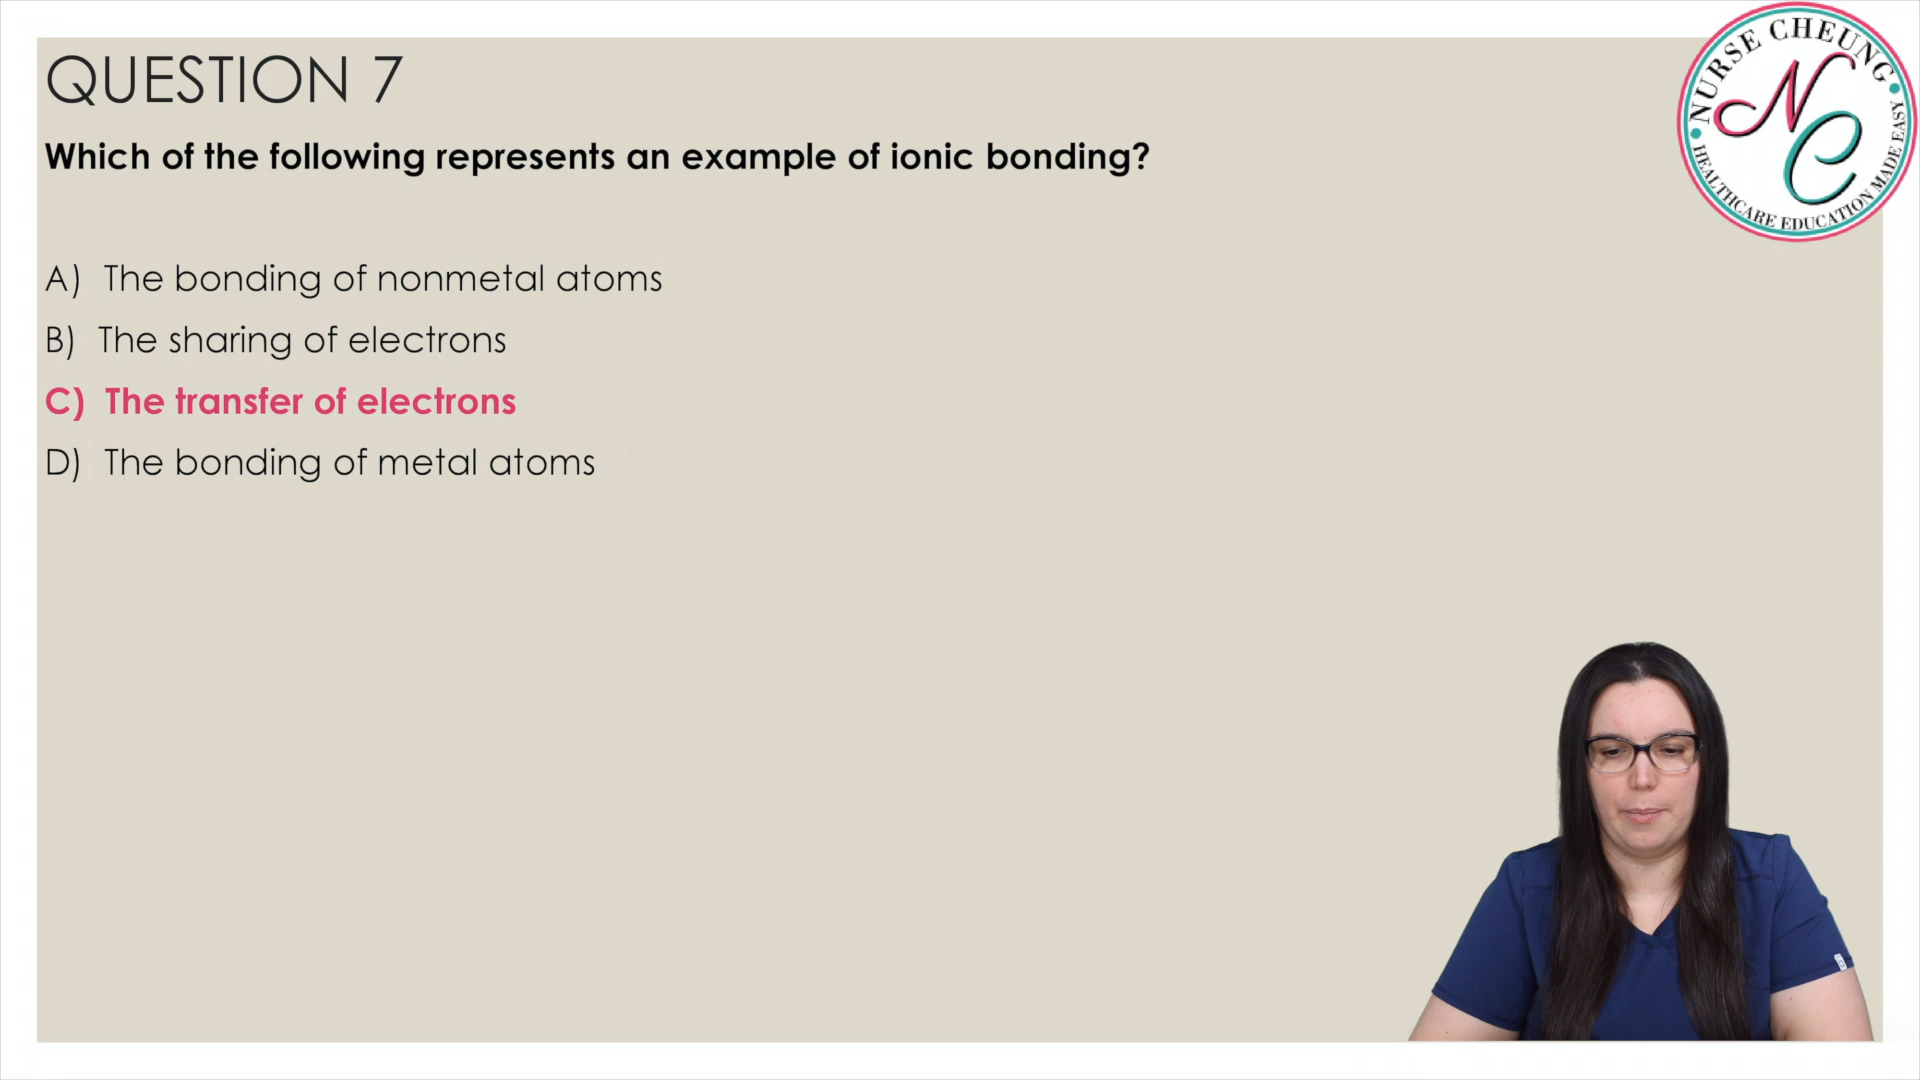 QUESTION 7
Which of the following represents an example of ionic bonding?
A) The bonding of nonmetal atoms
B) The sharing of electrons
C) The transfer of electrons
D) The bonding of metal atoms
NURSE CHEUNG
NC
HEALTHCARE EDUCATION MADE EASY